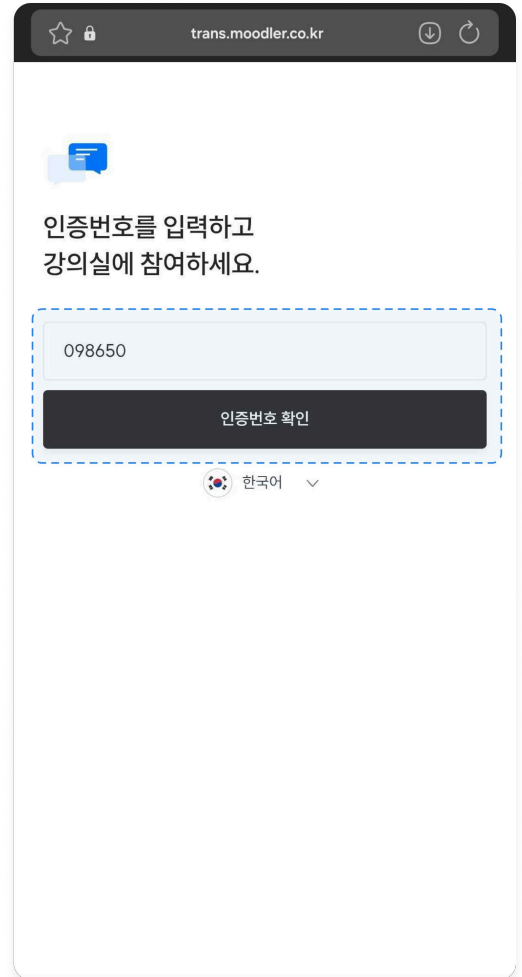 trans.moodler.co.kr
인증번호를 입력하고
강의실에 참여하세요.
098650
인증번호 확인
한국어